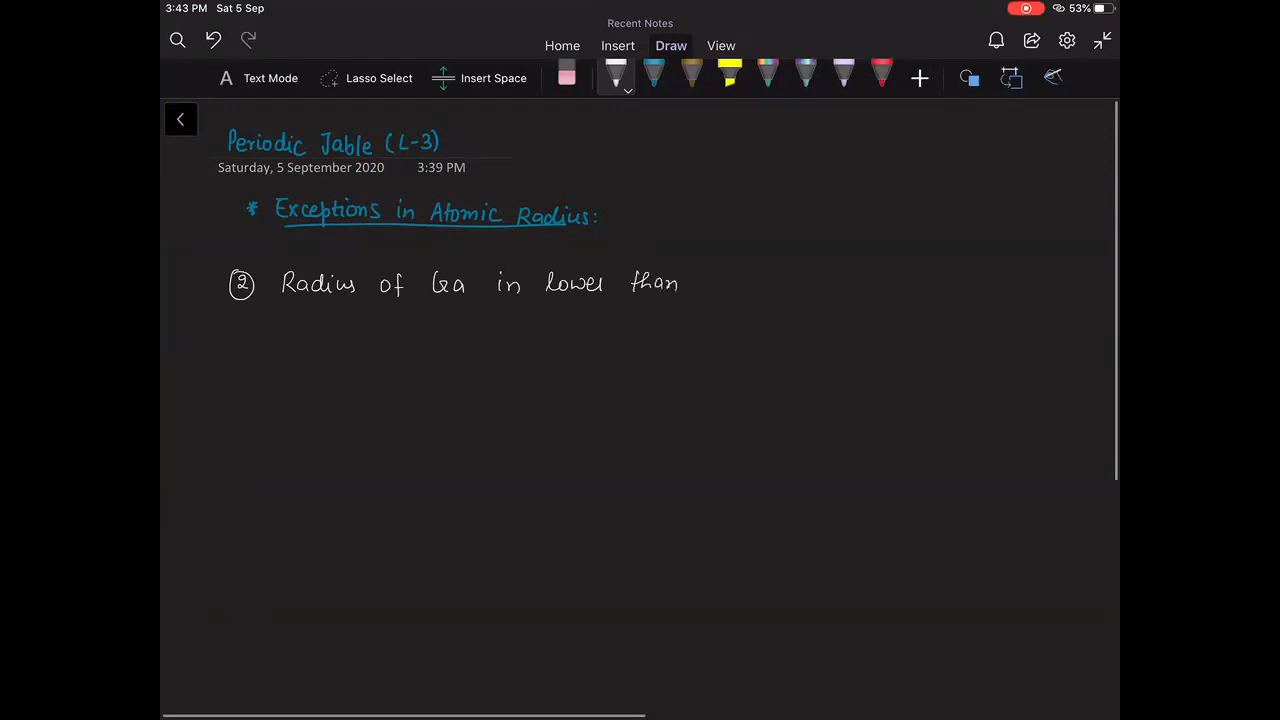 3:43 PM Sat 5 Sep
53%
Recent Notes
Home Insert Draw View
Text Mode Lasso Select Insert Space
Periodic Table (L-3)
Saturday, 5 September 2020 3:39 PM
* Exceptions in Atomic Radius:
2 Radius of Ga in lower than